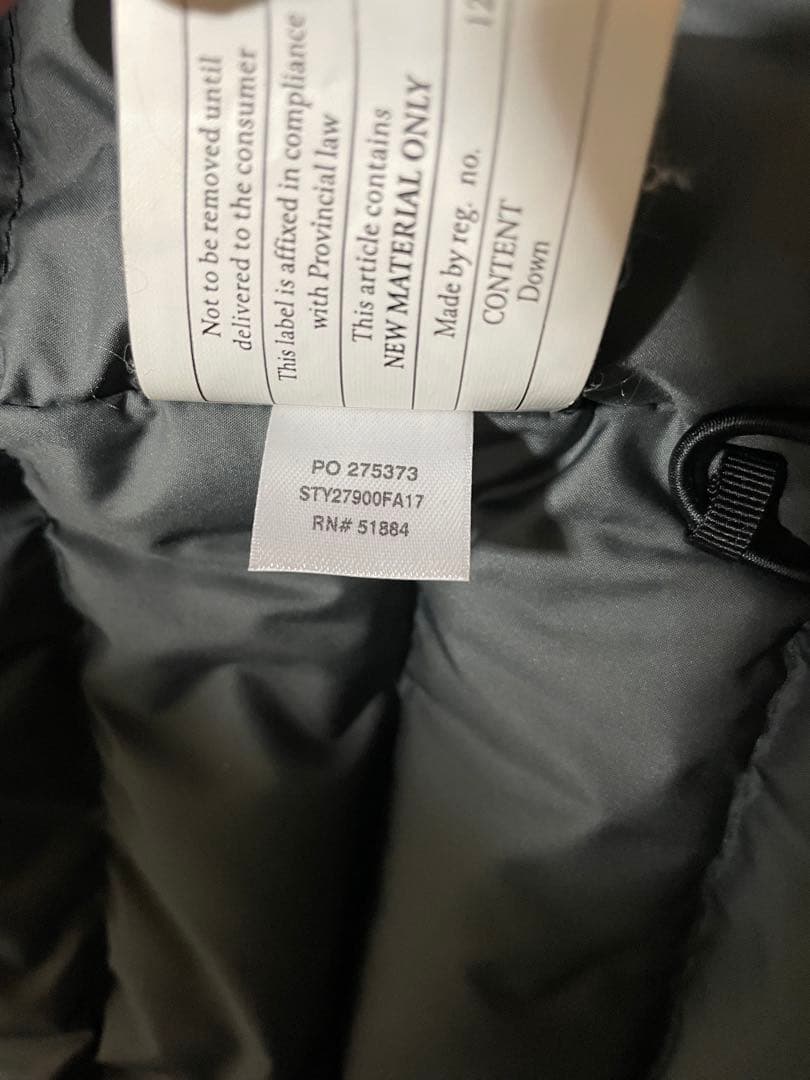 Not to be removed until
delivered to the consumer
This label is affixed in compliance
with Provincial law
This article contains
NEW MATERIAL ONLY
Made by reg. no. 12
CONTENT
Down
PO 275373
STY27900FA17
RN# 51884